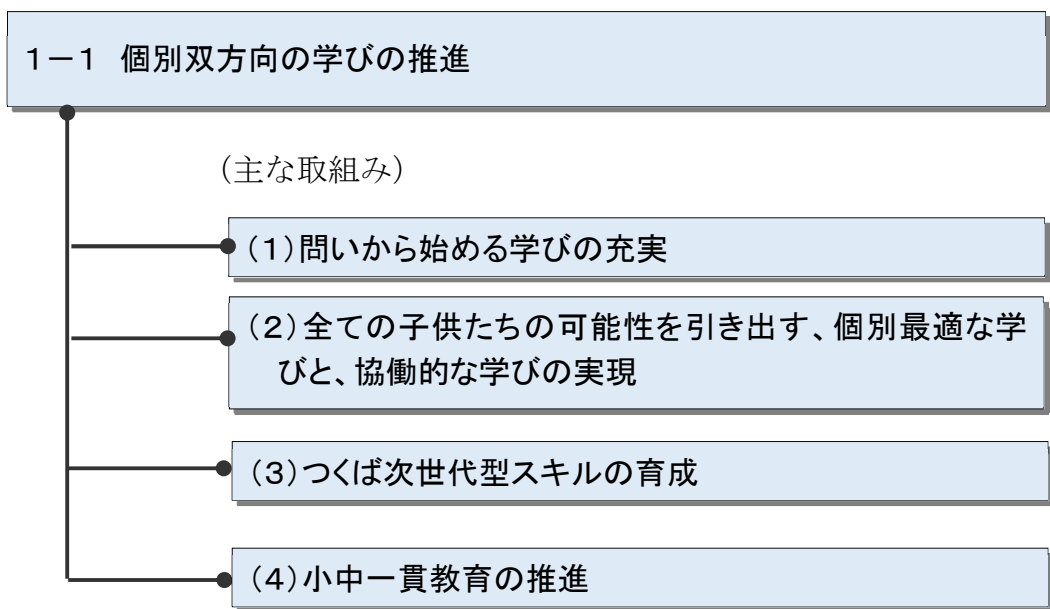 1－1 個別双方向の学びの推進
（主な取組み）
（1）問いから始める学びの充実
（2）全ての子供たちの可能性を引き出す、個別最適な学
びと、協働的な学びの実現
（3）つくば次世代型スキルの育成
（4）小中一貫教育の推進